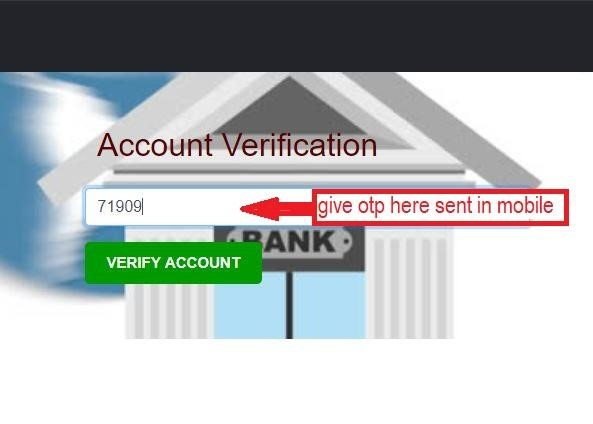 Account Verification
71909
give otp here sent in mobile
BANK
VERIFY ACCOUNT